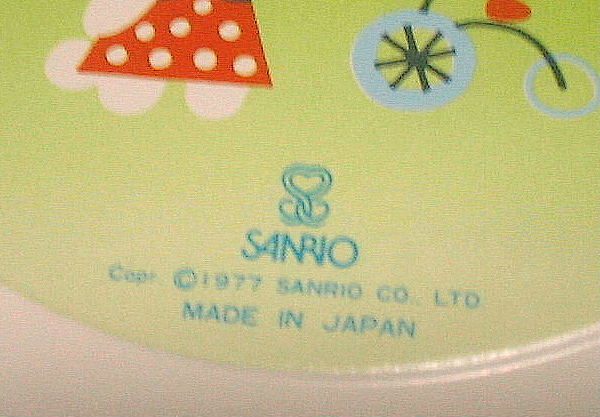 SANRIO
Copr. ©1977 SANRIO CO. LTD
MADE IN JAPAN